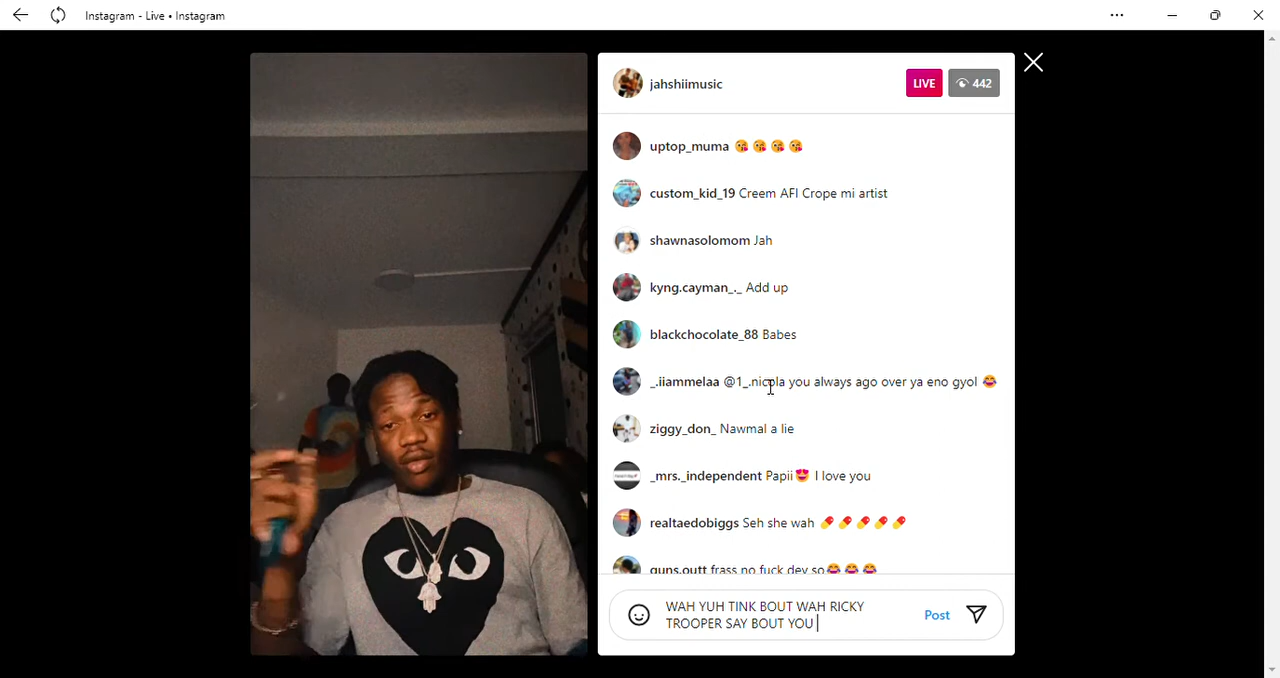 Instagram - Live • Instagram
jahshiimusic
LIVE
442
uptop_muma 😘 😘 😘 😘
custom_kid_19 Creem AFI Crope mi artist
shawnasolomom Jah
kyng.cayman_._ Add up
blackchocolate_88 Babes
_.iiammelaa @1_.nicola you always ago over ya eno gyol 😂
ziggy_don_ Nawmal a lie
_mrs._independent Papii😍 I love you
realtaedobiggs Seh she wah 💊 💊 💊 💊 💊
guns.outt frass no fuck dey so😂 😂 😂
WAH YUH TINK BOUT WAH RICKY
TROOPER SAY BOUT YOU
Post